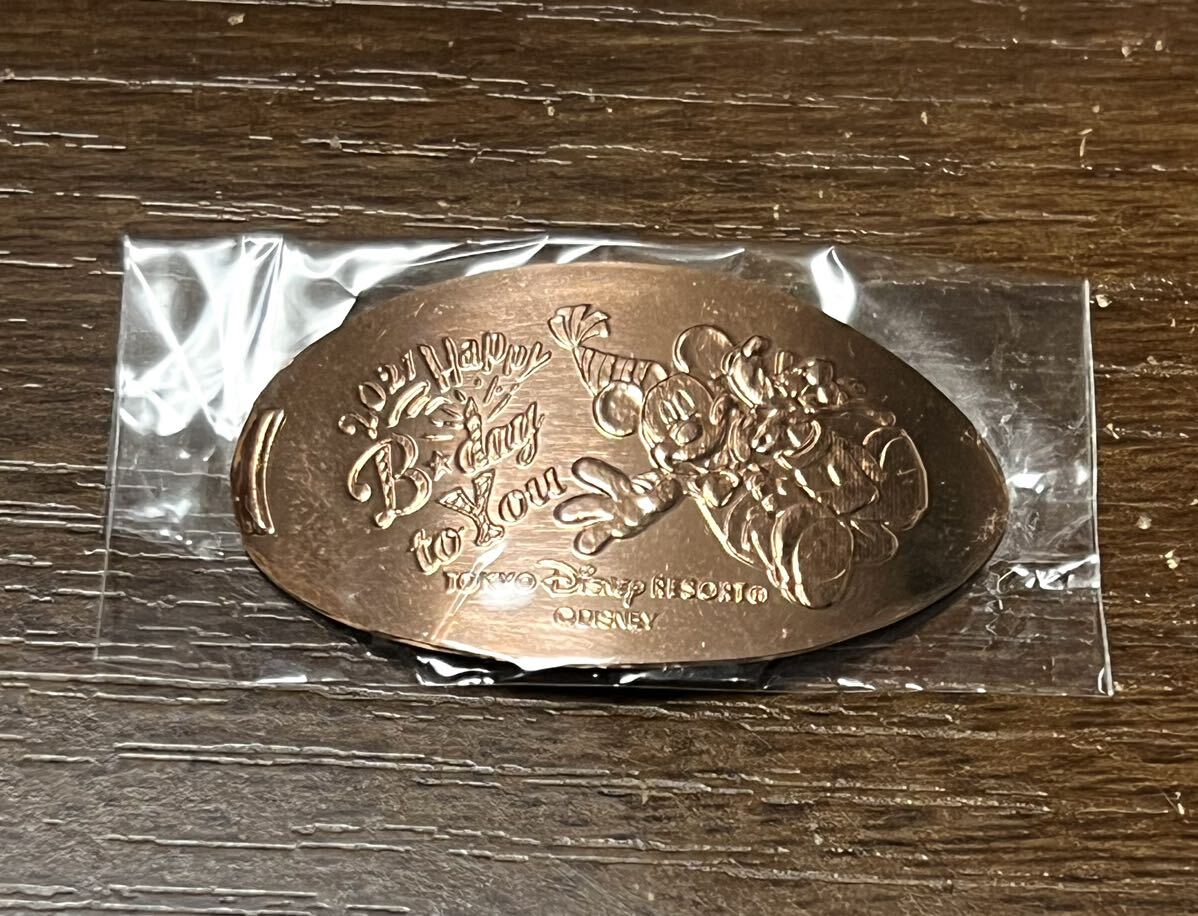 2021 Happy
B★day
to You
TOKYO Disney RESORT®
©DISNEY